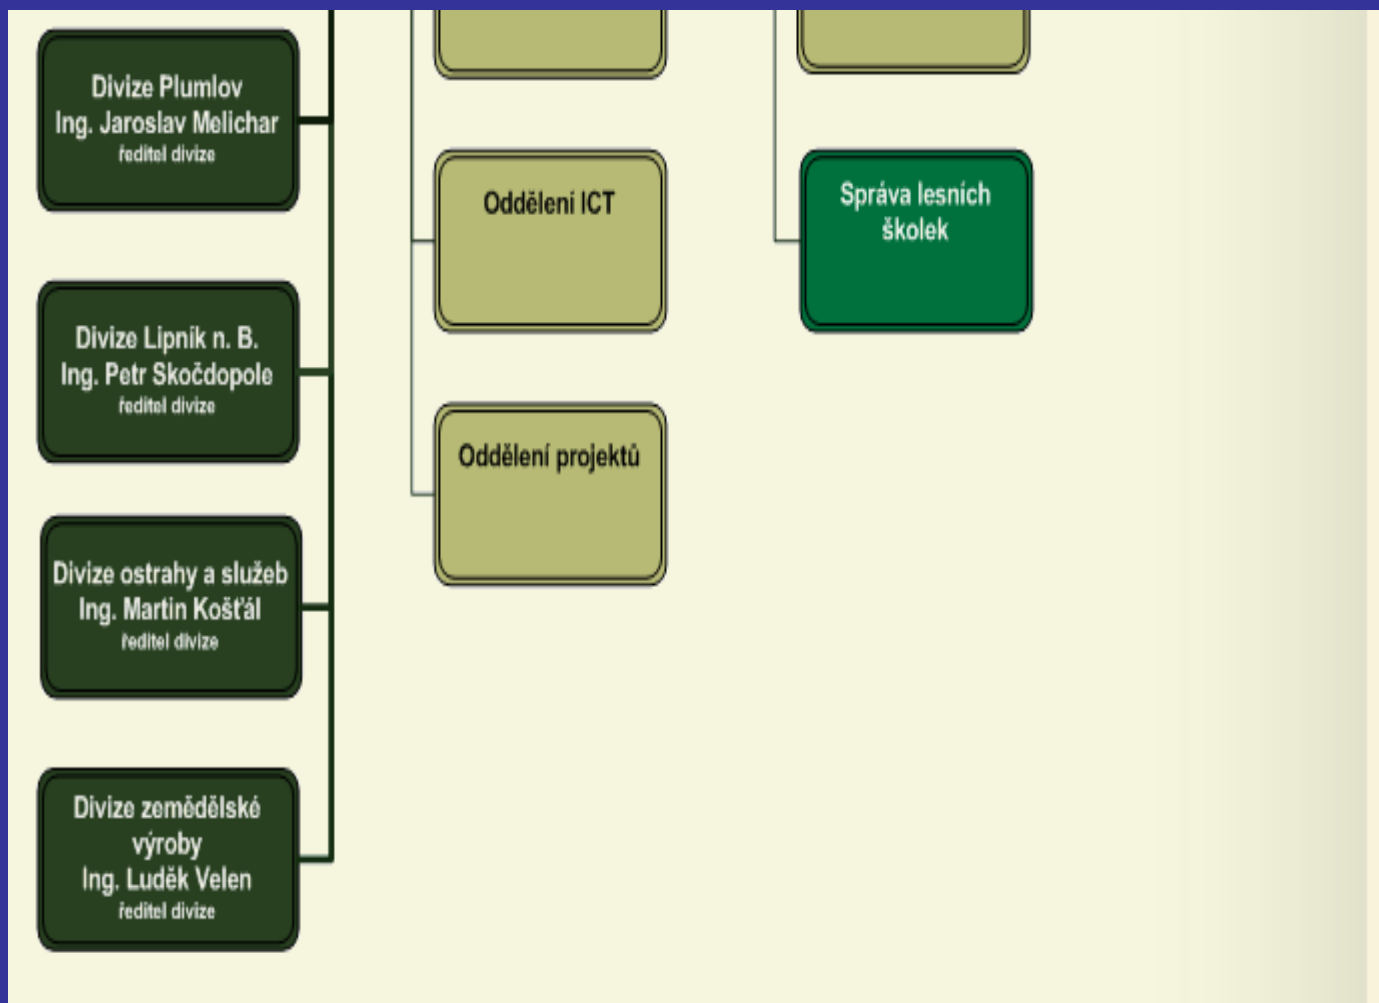 Divize Plumlov
Ing. Jaroslav Melichar
ředitel divize
Divize Lipník n. B.
Ing. Petr Skočdopole
ředitel divize
Divize ostrahy a služeb
Ing. Martin Košťál
ředitel divize
Divize zemědělské
výroby
Ing. Luděk Velen
ředitel divize
Oddělení ICT
Oddělení projektů
Správa lesních
školek